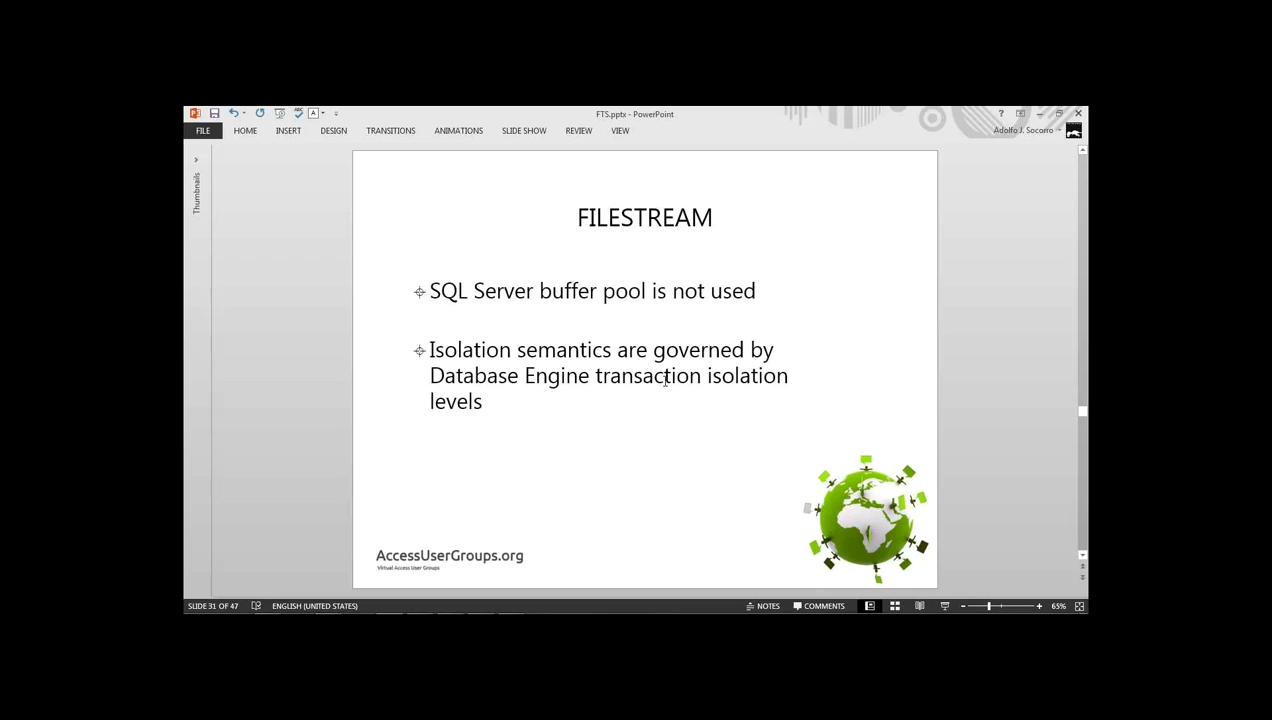 FTS.pptx - PowerPoint
FILE HOME INSERT DESIGN TRANSITIONS ANIMATIONS SLIDE SHOW REVIEW VIEW
Adolfo J. Socorro
Thumbnails
FILESTREAM
SQL Server buffer pool is not used
Isolation semantics are governed by
Database Engine transaction isolation
levels
AccessUserGroups.org
Virtual Access User Groups
SLIDE 31 OF 47 ENGLISH (UNITED STATES) NOTES COMMENTS 65%